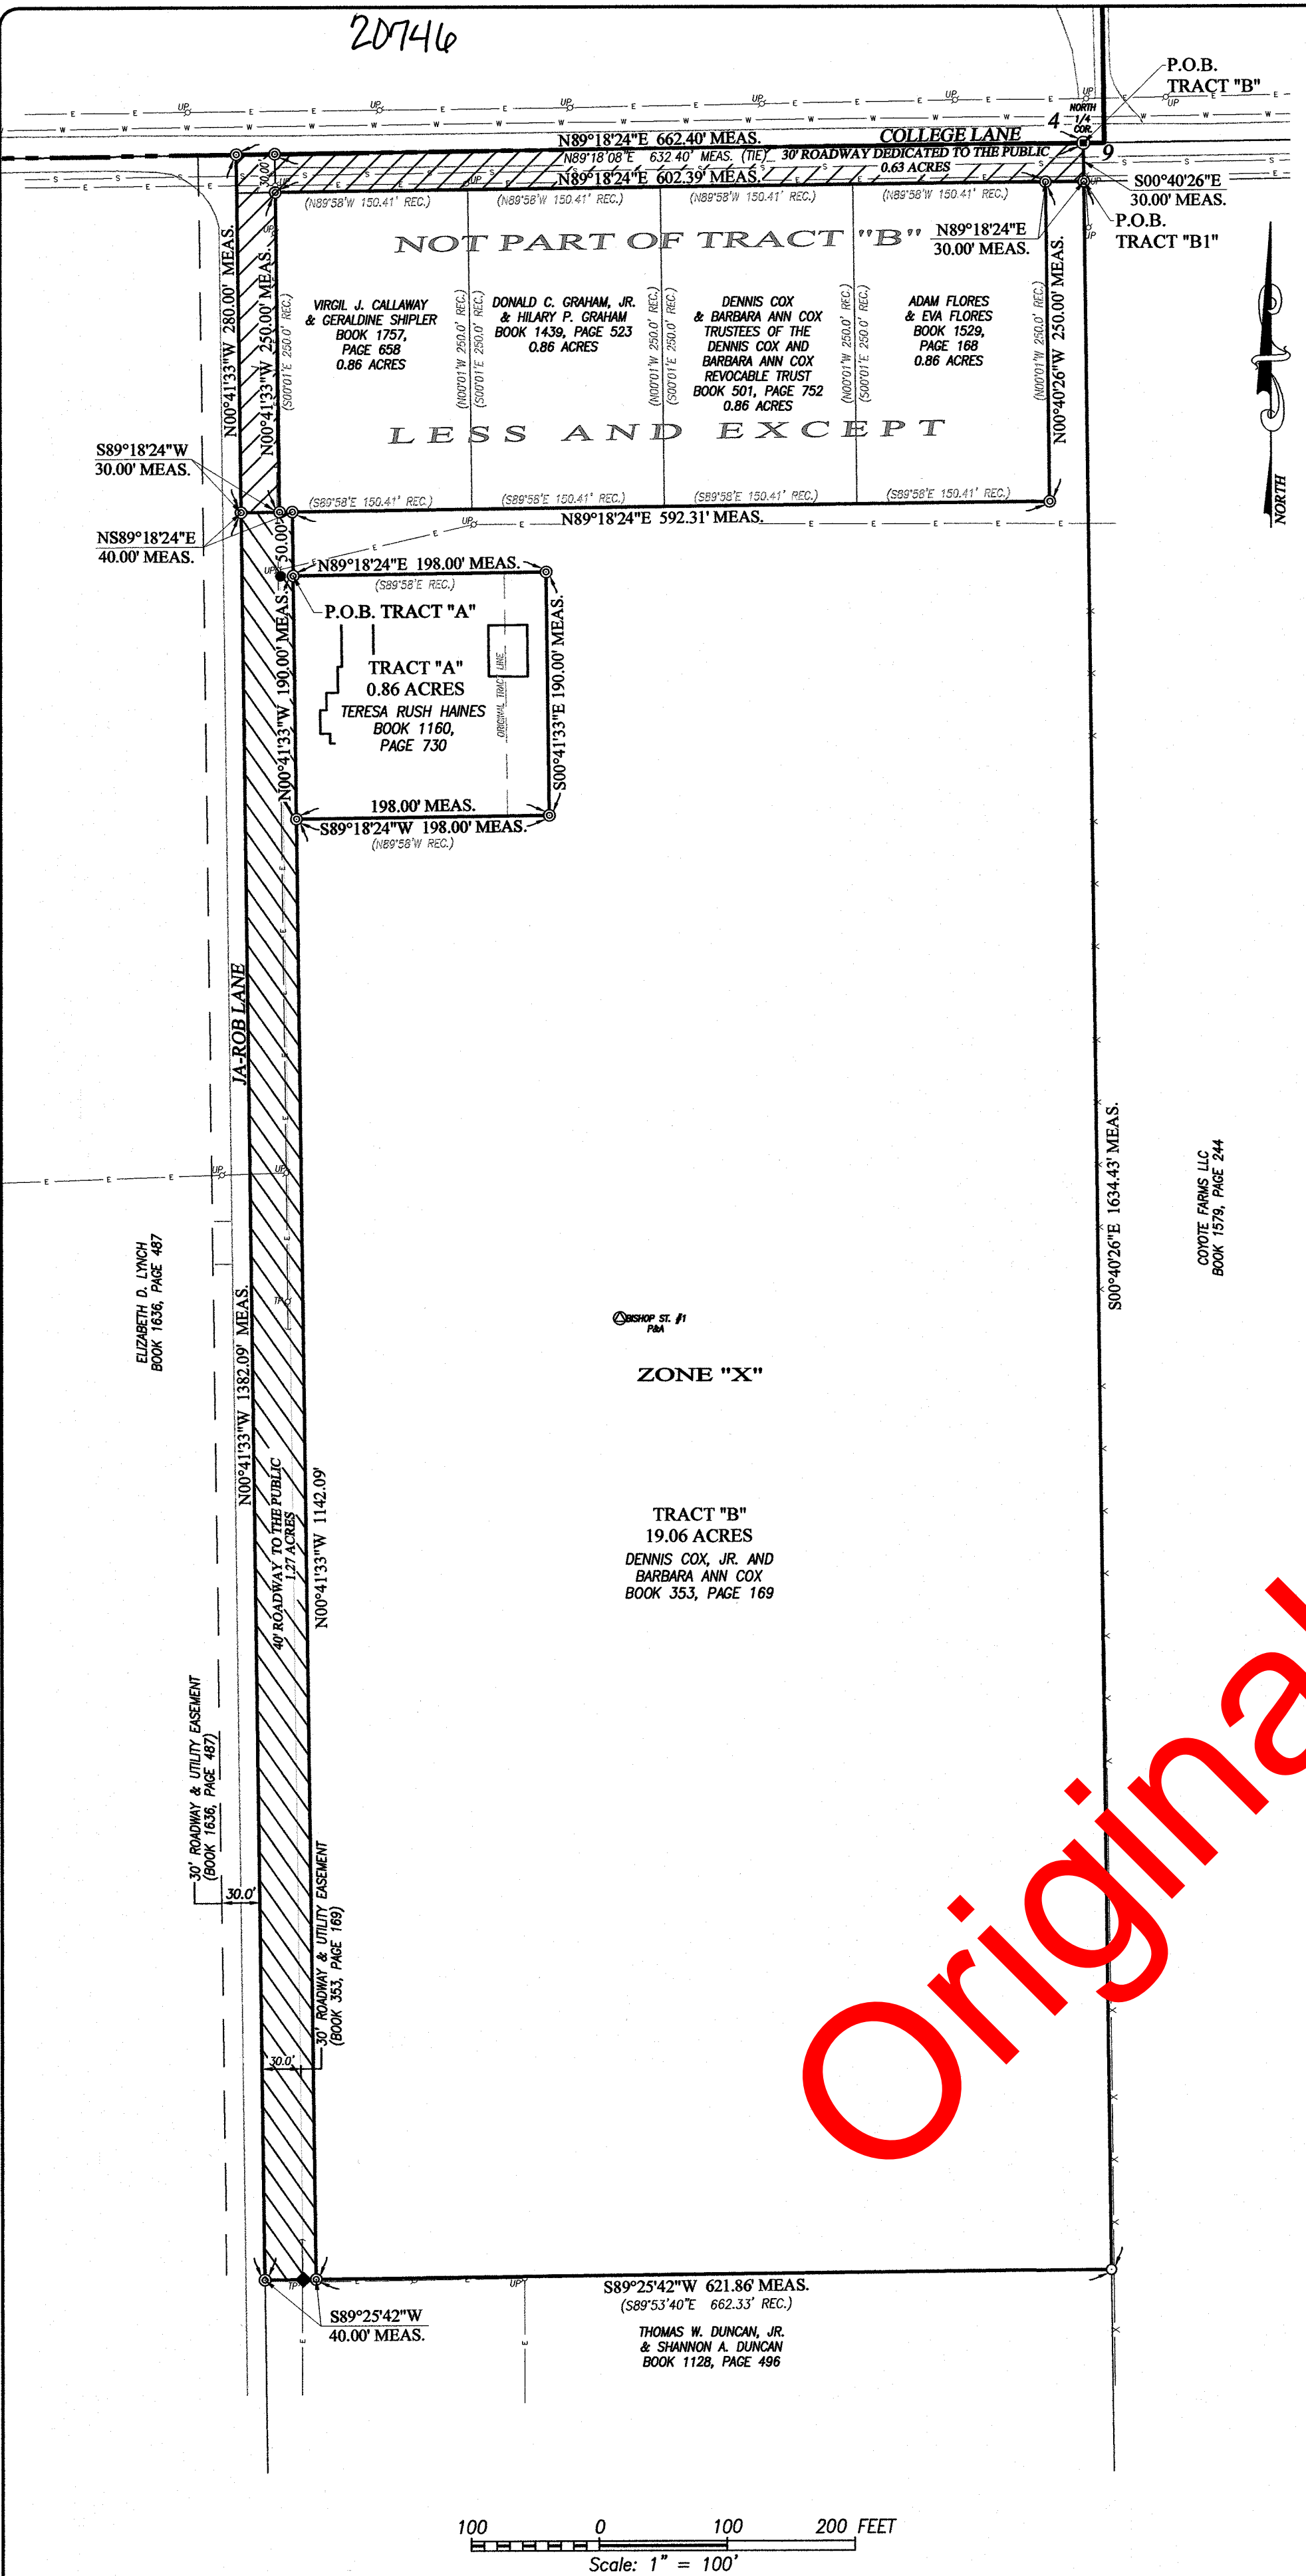 20746
P.O.B.
TRACT "B"
UP E E E UP E E E UP E E E UP E E E UP E E E UP
W W W W W W W W W W W W
NORTH
1/4
COR.
4
9
N89°18'24"E 662.40' MEAS.
COLLEGE LANE
N89°18'08"E 632.40' MEAS. (TIE)
30' ROADWAY DEDICATED TO THE PUBLIC
0.63 ACRES
N89°18'24"E 602.39' MEAS.
30.00'
S00°40'26"E
30.00' MEAS.
P.O.B.
TRACT "B1"
(N89°58'W 150.41' REC.)
(N89°58'W 150.41' REC.)
(N89°58'W 150.41' REC.)
(N89°58'W 150.41' REC.)
NOT PART OF TRACT "B"
N89°18'24"E
30.00' MEAS.
N00°41'33"W 280.00' MEAS.
N00°41'33"W 250.00' MEAS.
(S00°01'E 250.0' REC.)
VIRGIL J. CALLAWAY
& GERALDINE SHIPLER
BOOK 1757,
PAGE 658
0.86 ACRES
(N00°01'W 250.0' REC.)
(S00°01'E 250.0' REC.)
DONALD C. GRAHAM, JR.
& HILARY P. GRAHAM
BOOK 1439, PAGE 523
0.86 ACRES
(N00°01'W 250.0' REC.)
(S00°01'E 250.0' REC.)
DENNIS COX
& BARBARA ANN COX
TRUSTEES OF THE
DENNIS COX AND
BARBARA ANN COX
REVOCABLE TRUST
BOOK 501, PAGE 752
0.86 ACRES
(N00°01'W 250.0' REC.)
(S00°01'E 250.0' REC.)
ADAM FLORES
& EVA FLORES
BOOK 1529,
PAGE 168
0.86 ACRES
(N00°01'W 250.0' REC.)
N00°40'26"W 250.00' MEAS.
LESS AND EXCEPT
NORTH
S89°18'24"W
30.00' MEAS.
(S89°58'E 150.41' REC.)
(S89°58'E 150.41' REC.)
(S89°58'E 150.41' REC.)
(S89°58'E 150.41' REC.)
N89°18'24"E 592.31' MEAS.
NS89°18'24"E
40.00' MEAS.
50.00'
N89°18'24"E 198.00' MEAS.
(S89°58'E REC.)
P.O.B. TRACT "A"
N00°41'33"W 190.00' MEAS.
TRACT "A"
0.86 ACRES
TERESA RUSH HAINES
BOOK 1160,
PAGE 730
ORIGINAL TRACT LINE
S00°41'33"E 190.00' MEAS.
198.00' MEAS.
S89°18'24"W 198.00' MEAS.
(N89°58'W REC.)
JA-ROB LANE
S00°40'26"E 1634.43' MEAS.
COYOTE FARMS LLC
BOOK 1579, PAGE 244
ELIZABETH D. LYNCH
BOOK 1636, PAGE 487
N00°41'33"W 1382.09' MEAS.
BISHOP ST. #1
P&A
ZONE "X"
40' ROADWAY TO THE PUBLIC
1.27 ACRES
N00°41'33"W 1142.09'
TRACT "B"
19.06 ACRES
DENNIS COX, JR. AND
BARBARA ANN COX
BOOK 353, PAGE 169
30' ROADWAY & UTILITY EASEMENT
(BOOK 1636, PAGE 487)
30.0'
30' ROADWAY & UTILITY EASEMENT
(BOOK 353, PAGE 169)
30.0'
Original
S89°25'42"W 621.86' MEAS.
(S89°53'40"E 662.33' REC.)
S89°25'42"W
40.00' MEAS.
THOMAS W. DUNCAN, JR.
& SHANNON A. DUNCAN
BOOK 1128, PAGE 496
100 0 100 200 FEET
Scale: 1" = 100'